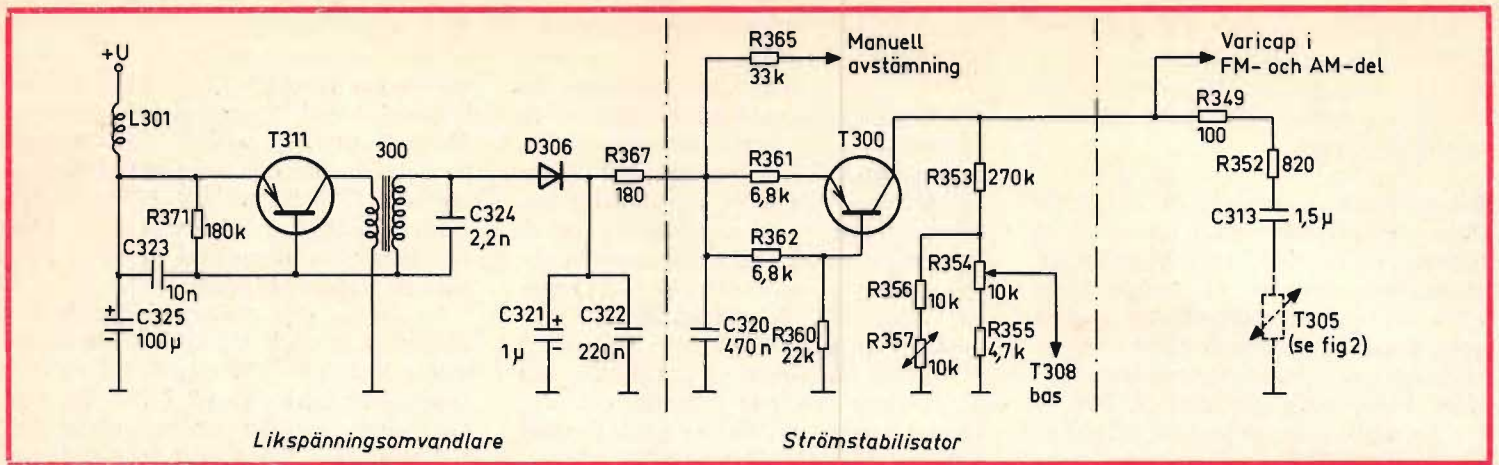 +U
L301
T311
300
R371
180k
C323
10n
+
C325
–
100µ
C324
2,2n
D306
R367
180
C321
+
–
1µ
C322
220n
Likspänningsomvandlare
R365
33k
Manuell
avstämning
R361
6,8k
T300
R362
6,8k
C320
470n
R360
22k
R353
270k
R354
10k
R356
10k
R357
10k
R355
4,7k
T308
bas
Strömstabilisator
Varicap i
FM- och AM-del
R349
100
R352
820
C313
1,5µ
T305
(se fig2)